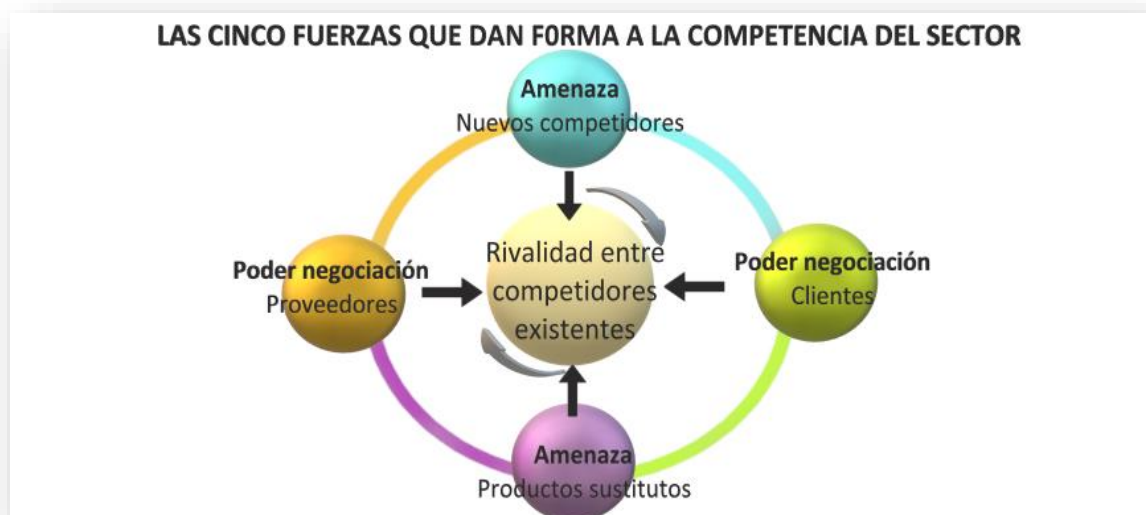 LAS CINCO FUERZAS QUE DAN F0RMA A LA COMPETENCIA DEL SECTOR
Amenaza
Nuevos competidores
Poder negociación
Proveedores
Rivalidad entre
competidores
existentes
Poder negociación
Clientes
Amenaza
Productos sustitutos